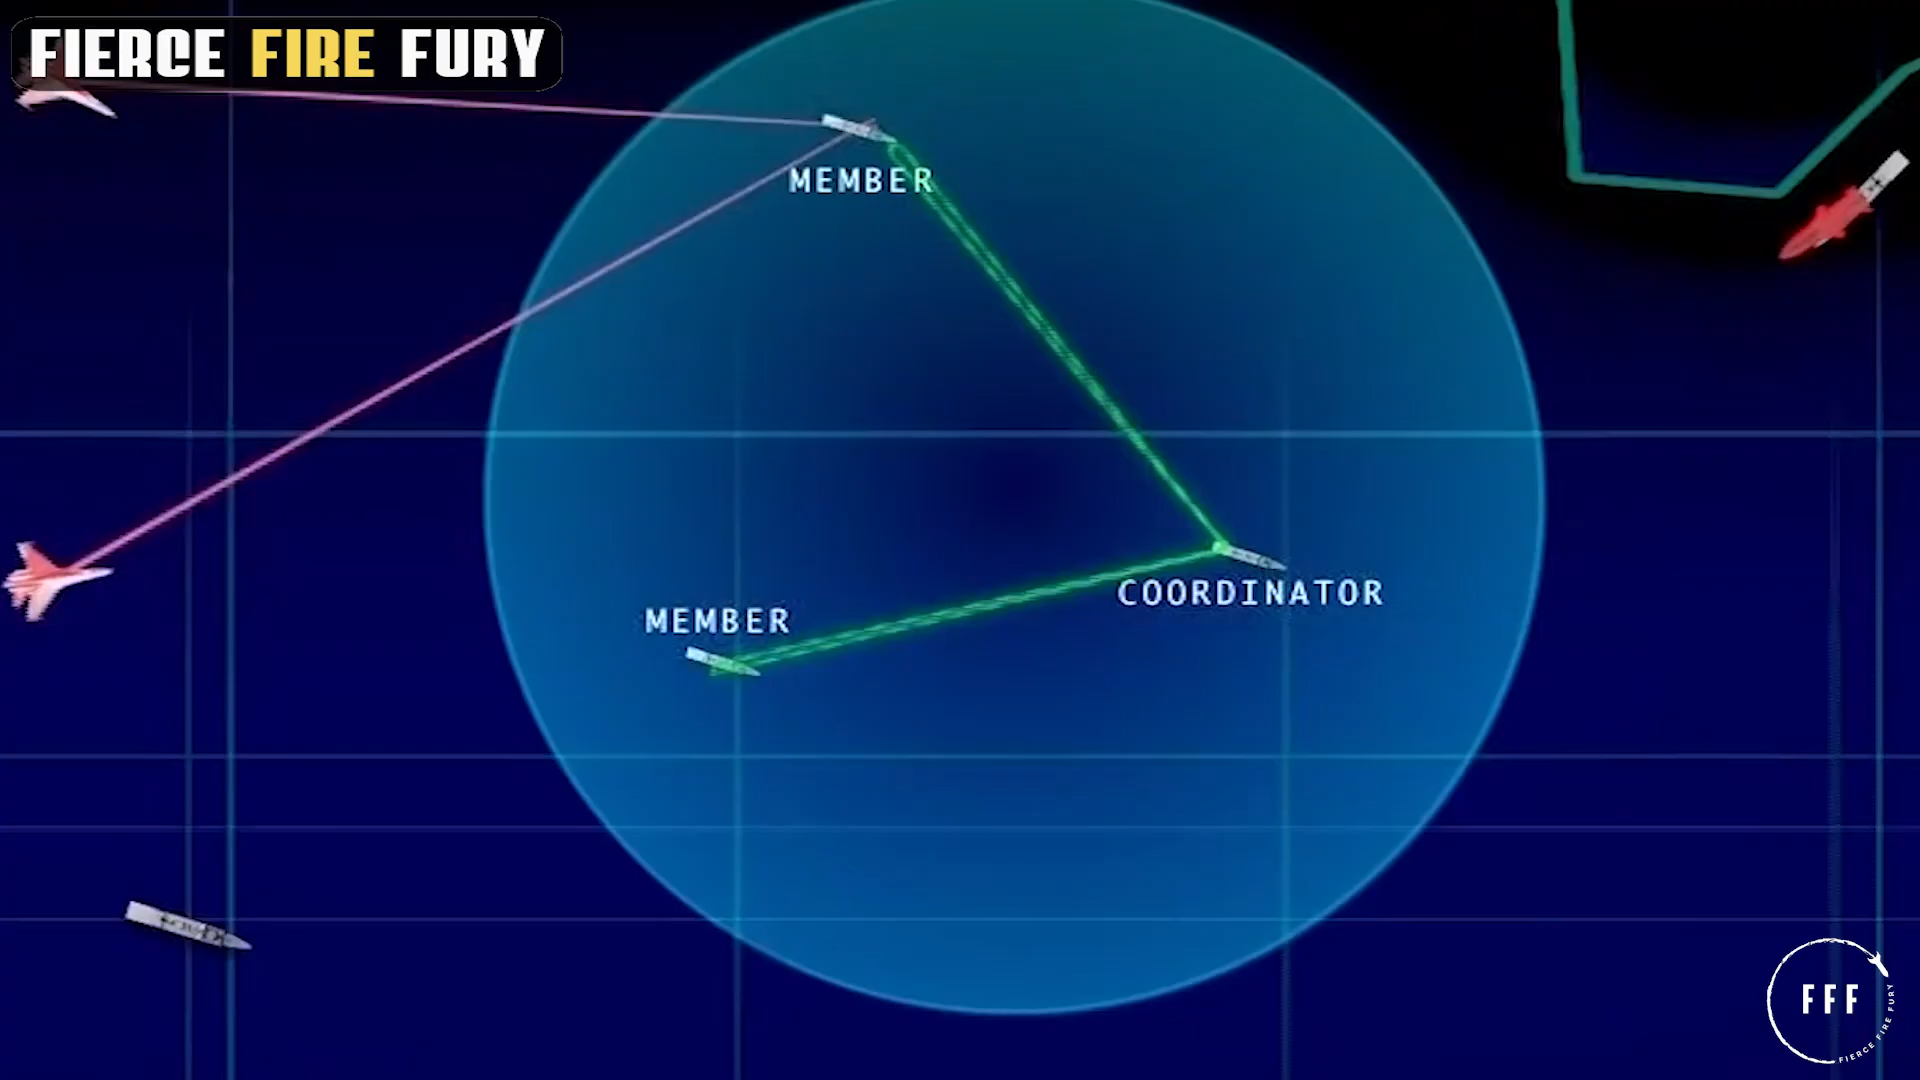 FIERCE FIRE FURY
MEMBER
COORDINATOR
MEMBER
FFF
FIERCE FIRE FURY